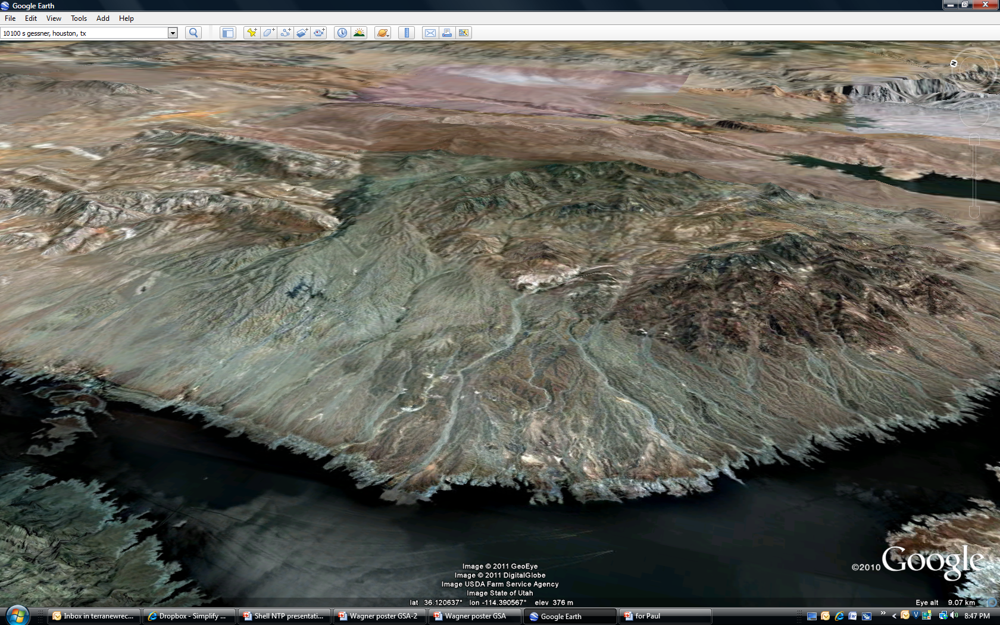 Google Earth
File Edit View Tools Add Help
10100 s gessner, houston, tx
N
Image © 2011 GeoEye
Image © 2011 DigitalGlobe
Image USDA Farm Service Agency
Image State of Utah
©2010 Google
lat 36.120637° lon -114.390567° elev 376 m
Eye alt 9.07 km
Inbox in terranewrec...
Dropbox - Simplify ...
Shell NTP presentati...
Wagner poster GSA-2
Wagner poster GSA
Google Earth
for Paul
8:47 PM